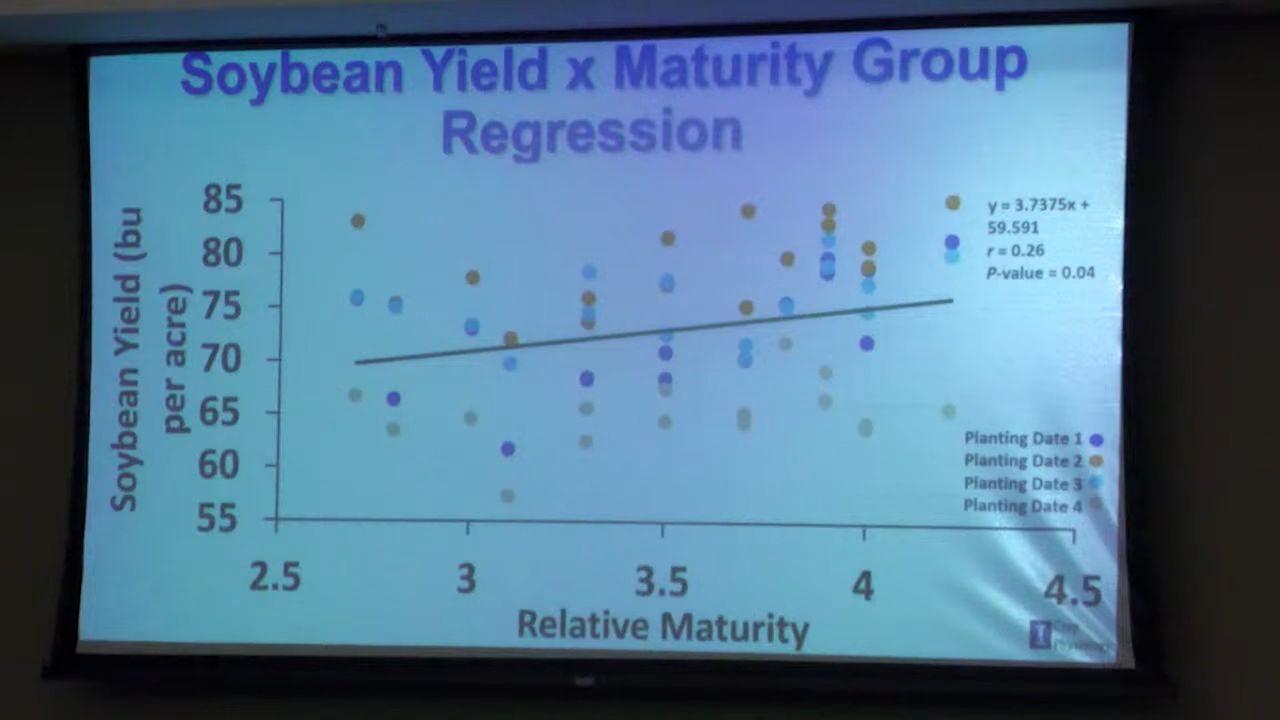 Soybean Yield x Maturity Group
Regression
Soybean Yield (bu
per acre)
85
80
75
70
65
60
55
y = 3.7375x +
59.591
r = 0.26
P-value = 0.04
Planting Date 1
Planting Date 2
Planting Date 3
Planting Date 4
2.5
3
3.5
4
4.5
Relative Maturity
I
Crop